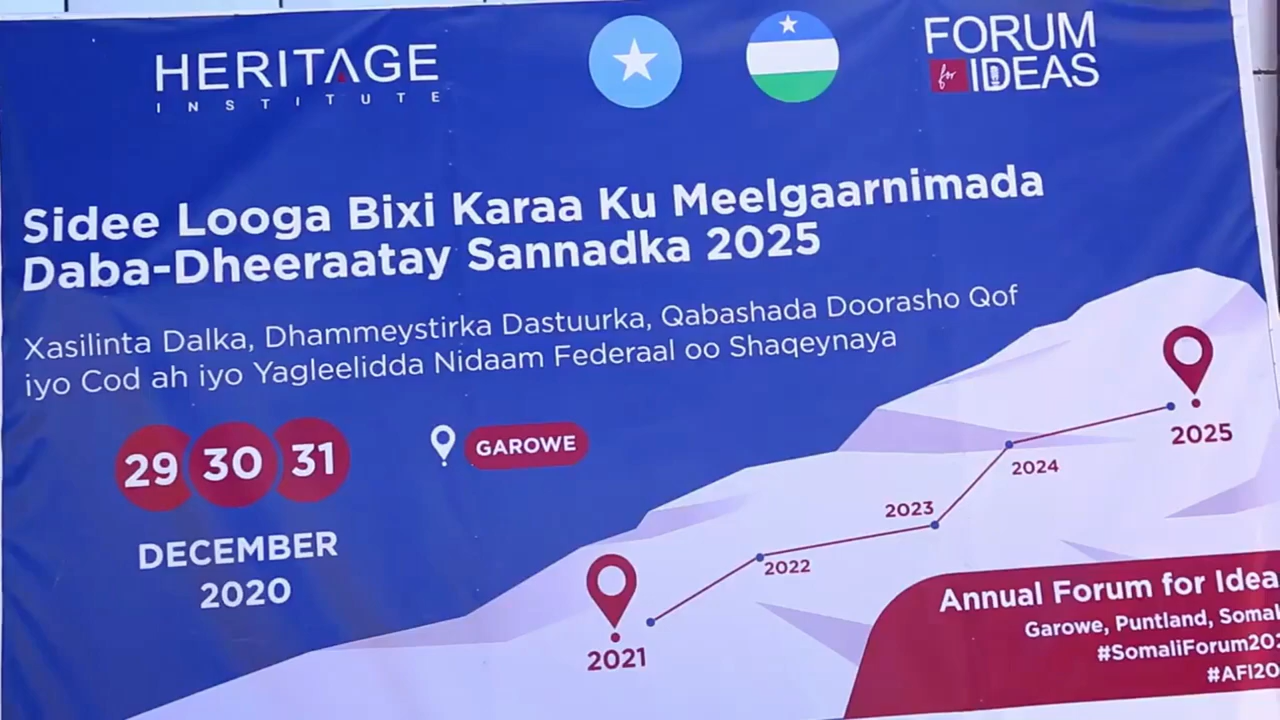 HERITAGE
INSTITUTE
FORUM
for IDEAS
Sidee Looga Bixi Karaa Ku Meelgaarnimada
Daba-Dheeraatay Sannadka 2025
Xasilinta Dalka, Dhammeystirka Dastuurka, Qabashada Doorasho Qof
iyo Cod ah iyo Yagleelidda Nidaam Federaal oo Shaqeynaya
29 30 31
DECEMBER
2020
GAROWE
2021
2022
2023
2024
2025
Annual Forum for Idea
Garowe, Puntland, Somal
#SomaliForum202
#AFI20